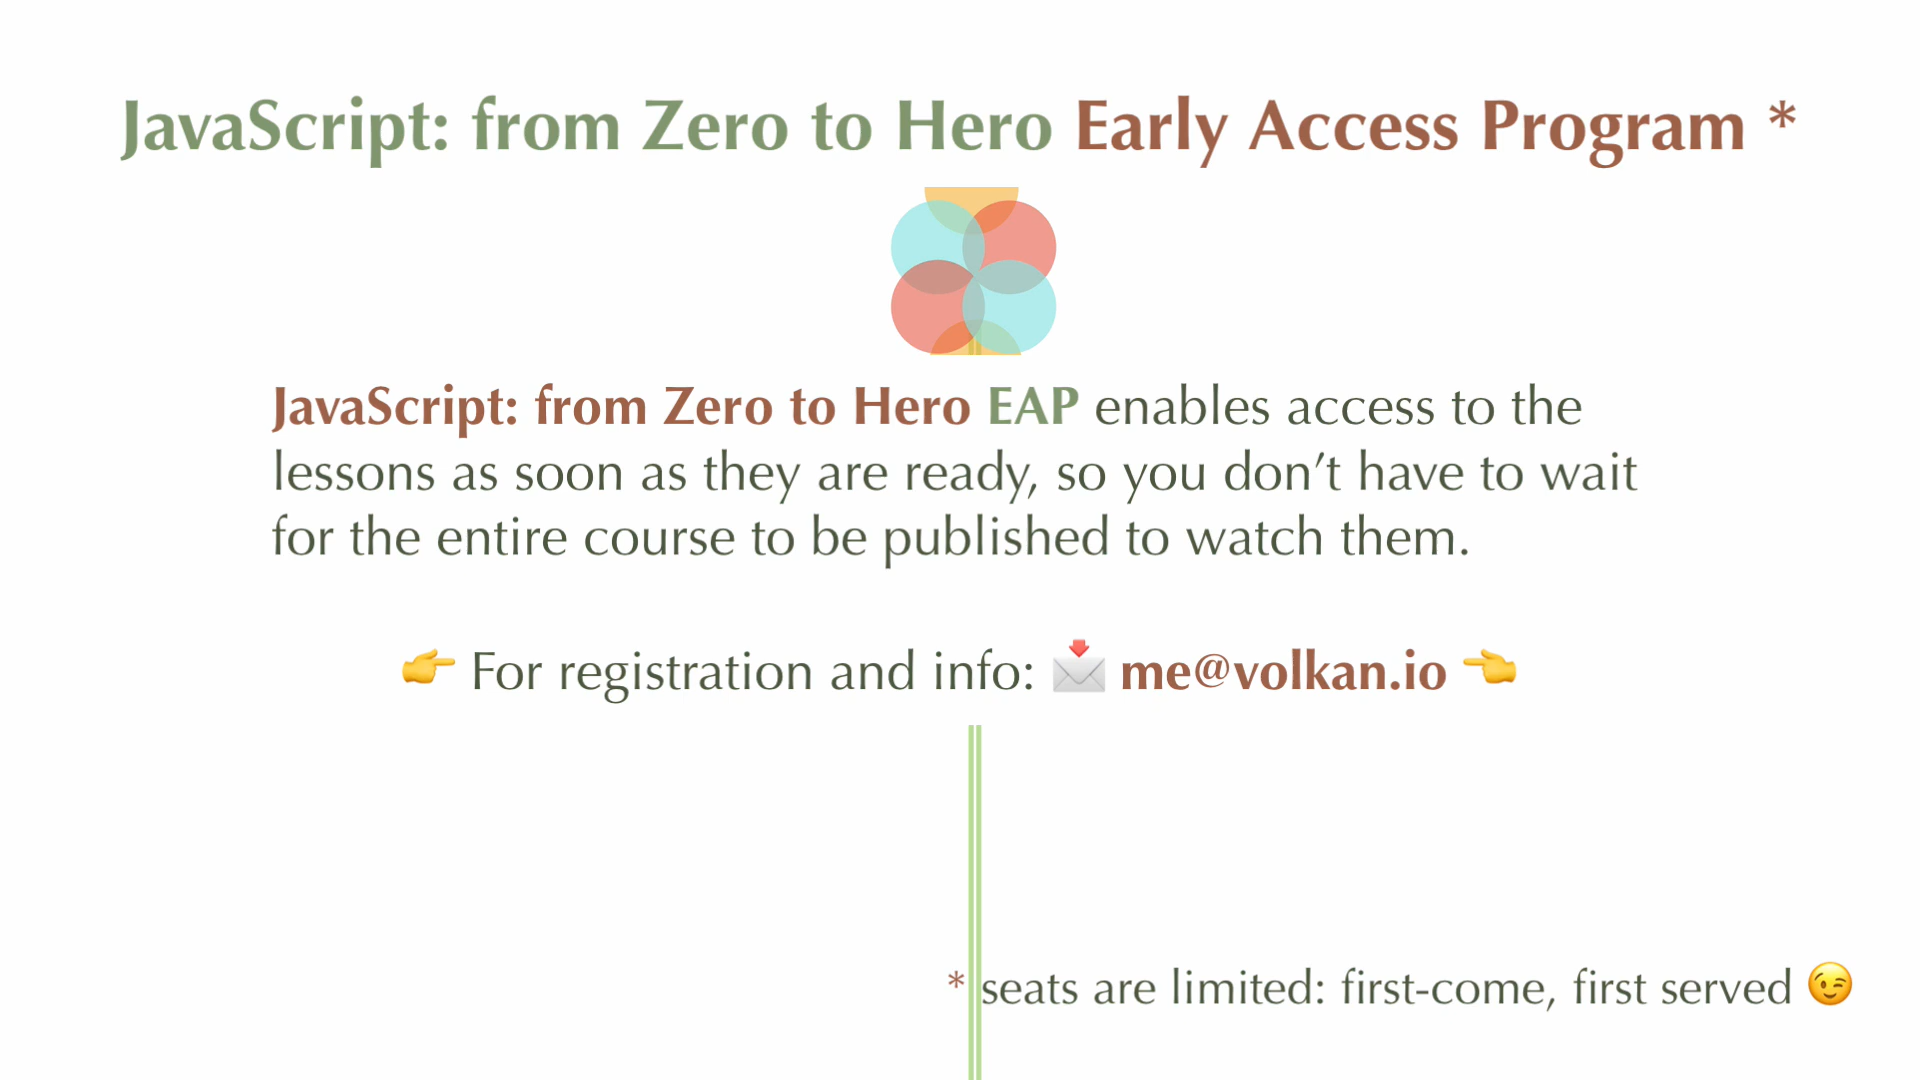 JavaScript: from Zero to Hero Early Access Program *
JavaScript: from Zero to Hero EAP enables access to the
lessons as soon as they are ready, so you don’t have to wait
for the entire course to be published to watch them.
👉 For registration and info: 📩 me@volkan.io 👈
* seats are limited: first-come, first served 😉